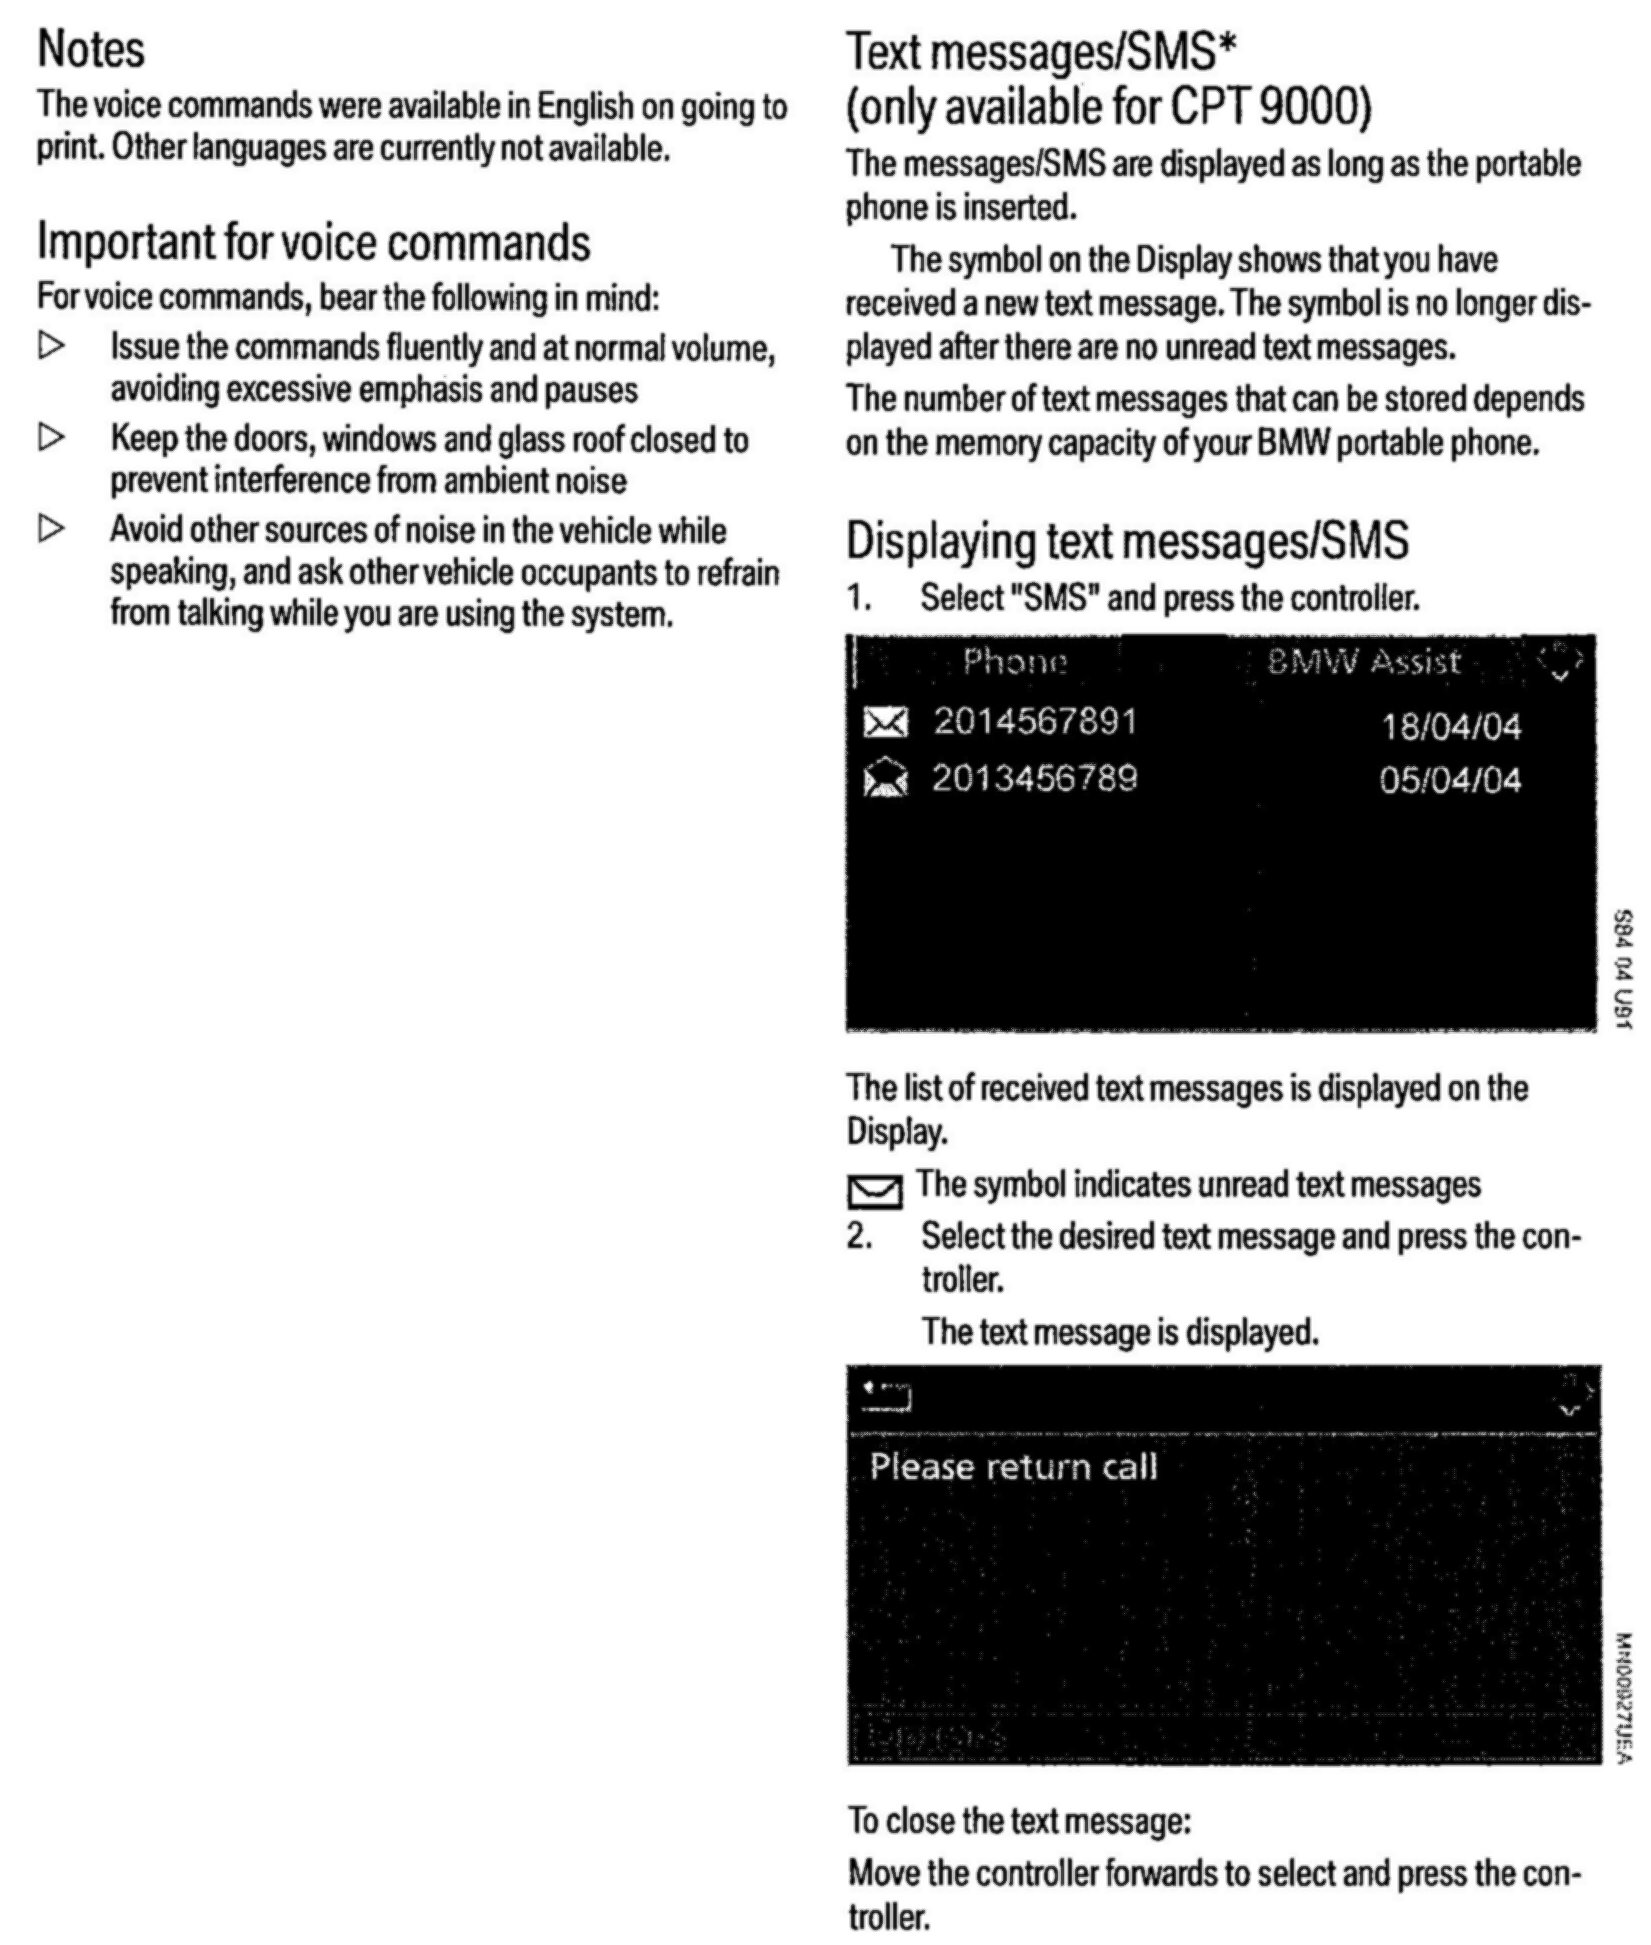 Notes
The voice commands were available in English on going to
print. Other languages are currently not available.
Important for voice commands
For voice commands, bear the following in mind:
Issue the commands fluently and at normal volume,
avoiding excessive emphasis and pauses
Keep the doors, windows and glass roof closed to
prevent interference from ambient noise
Avoid other sources of noise in the vehicle while
speaking, and ask other vehicle occupants to refrain
from talking while you are using the system.
Text messages/SMS*
(only available for CPT 9000)
The messages/SMS are displayed as long as the portable
phone is inserted.
The symbol on the Display shows that you have
received a new text message. The symbol is no longer dis-
played after there are no unread text messages.
The number of text messages that can be stored depends
on the memory capacity of your BMW portable phone.
Displaying text messages/SMS
1. Select "SMS" and press the controller.
Phone BMW Assist
2014567891 18/04/04
2013456789 05/04/04
S84 04 U91
The list of received text messages is displayed on the
Display.
The symbol indicates unread text messages
2. Select the desired text message and press the con-
troller.
The text message is displayed.
Please return call
To close the text message:
Move the controller forwards to select and press the con-
troller.